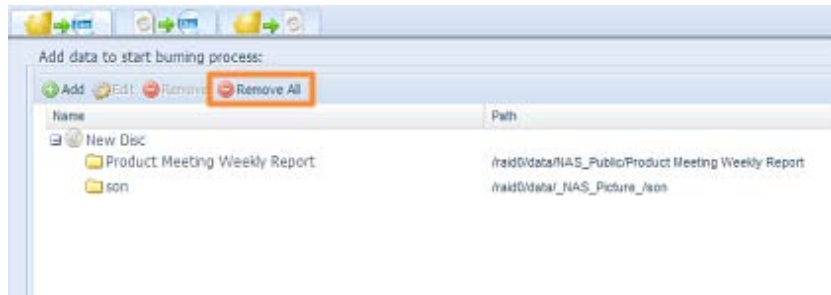 Add data to start burning process:
Add Edit Remove Remove All
Name Path
New Disc
Product Meeting Weekly Report /raid0/data/NAS_Public/Product Meeting Weekly Report
son /raid0/data/_NAS_Picture_/son